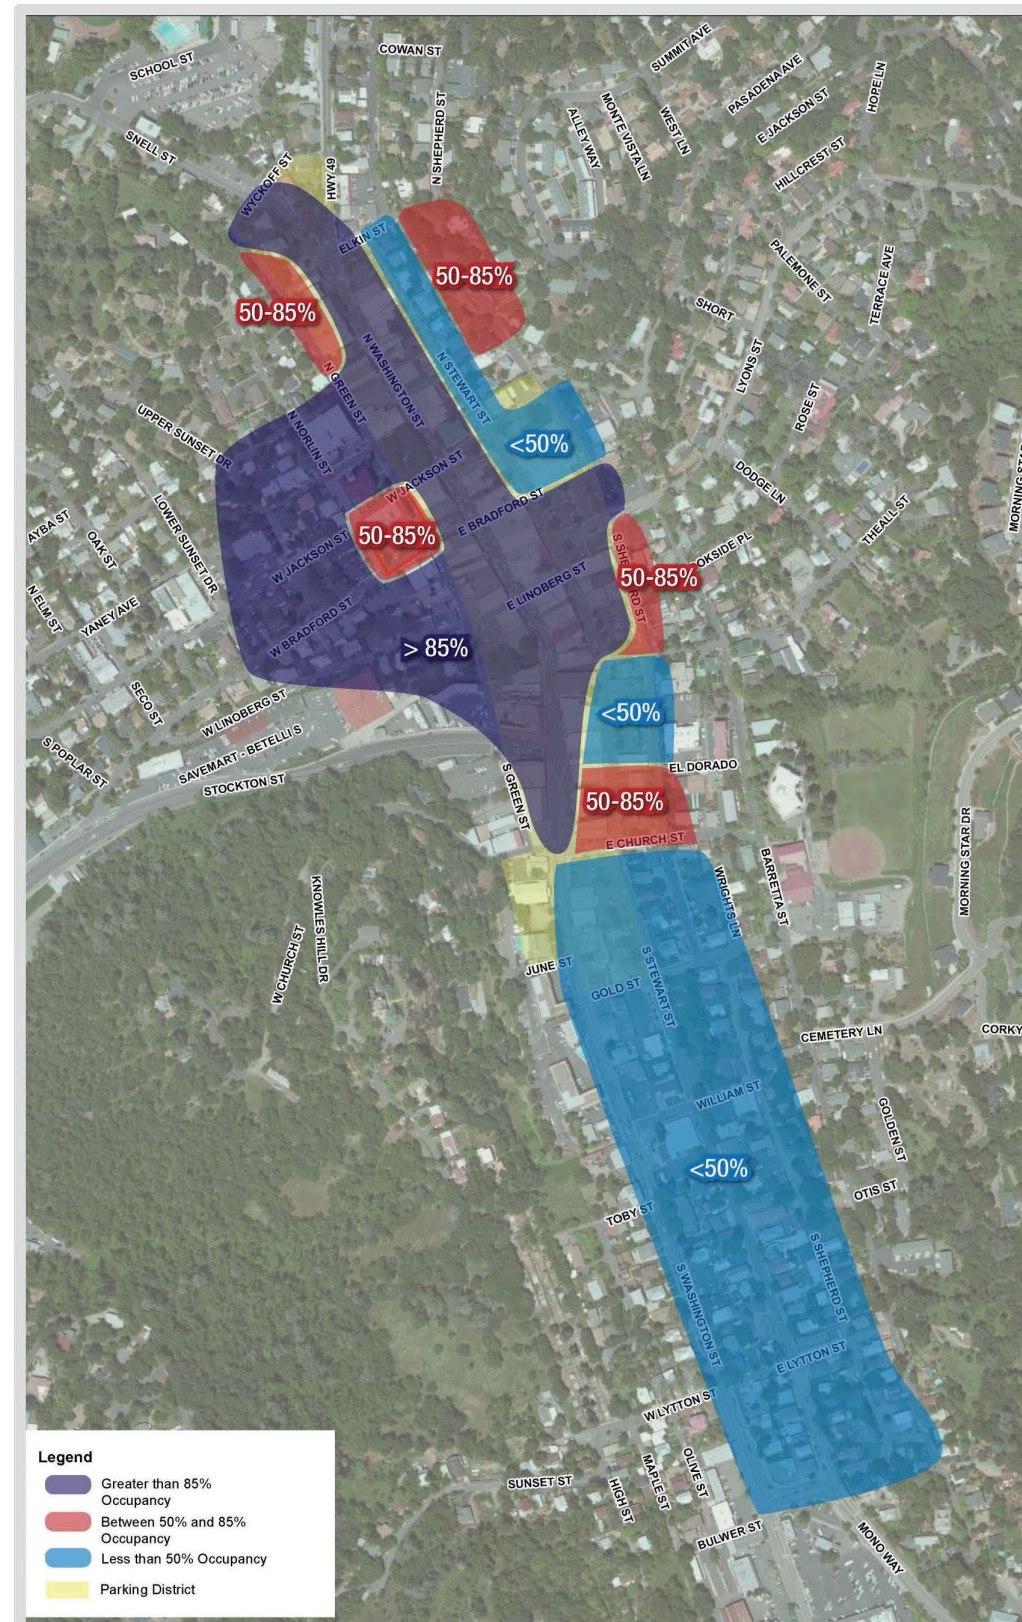 COWAN ST
SUMMIT AVE
SCHOOL ST
PASADENA AVE
HOPE LN
E JACKSON ST
N SHEPHERD ST
MONTE VISTA LN
WEST LN
ALLEY WAY
SNELL ST
HILLCREST ST
WYCKOFF ST
HWY 49
ELKIN ST
PALEMONE ST
TERRACE AVE
50-85%
50-85%
SHORT
N WASHINGTON ST
LYONS ST
N STEWART ST
N GREEN ST
ROSE ST
UPPER SUNSET DR
N NORLIN ST
<50%
W JACKSON ST
DODGE LN
MORNING STAR
E BRADFORD ST
THEALL ST
LOWER SUNSET DR
AYBA ST
OAK ST
50-85%
W JACKSON ST
OOKSIDE PL
S SHEPHERD ST
50-85%
E LINOBERG ST
N ELM ST
YANEY AVE
W BRADFORD ST
> 85%
SECO ST
W LINOBERG ST
<50%
SAVEMART - BETELLI S
S POPLAR ST
STOCKTON ST
EL DORADO
S GREEN ST
50-85%
E CHURCH ST
MORNING STAR DR
BARRETTA ST
WRIGHTS LN
KNOWLES HILL DR
W CHURCH ST
JUNE ST
S STEWART ST
GOLD ST
CEMETERY LN
CORKY
WILLIAM ST
GOLDEN ST
<50%
OTIS ST
TOBY ST
S SHEPHERD ST
S WASHINGTON ST
E LYTTON ST
W LYTTON ST
MAPLE ST
OLIVE ST
SUNSET ST
HIGH ST
BULWER ST
MONO WAY
Legend
Greater than 85%
Occupancy
Between 50% and 85%
Occupancy
Less than 50% Occupancy
Parking District